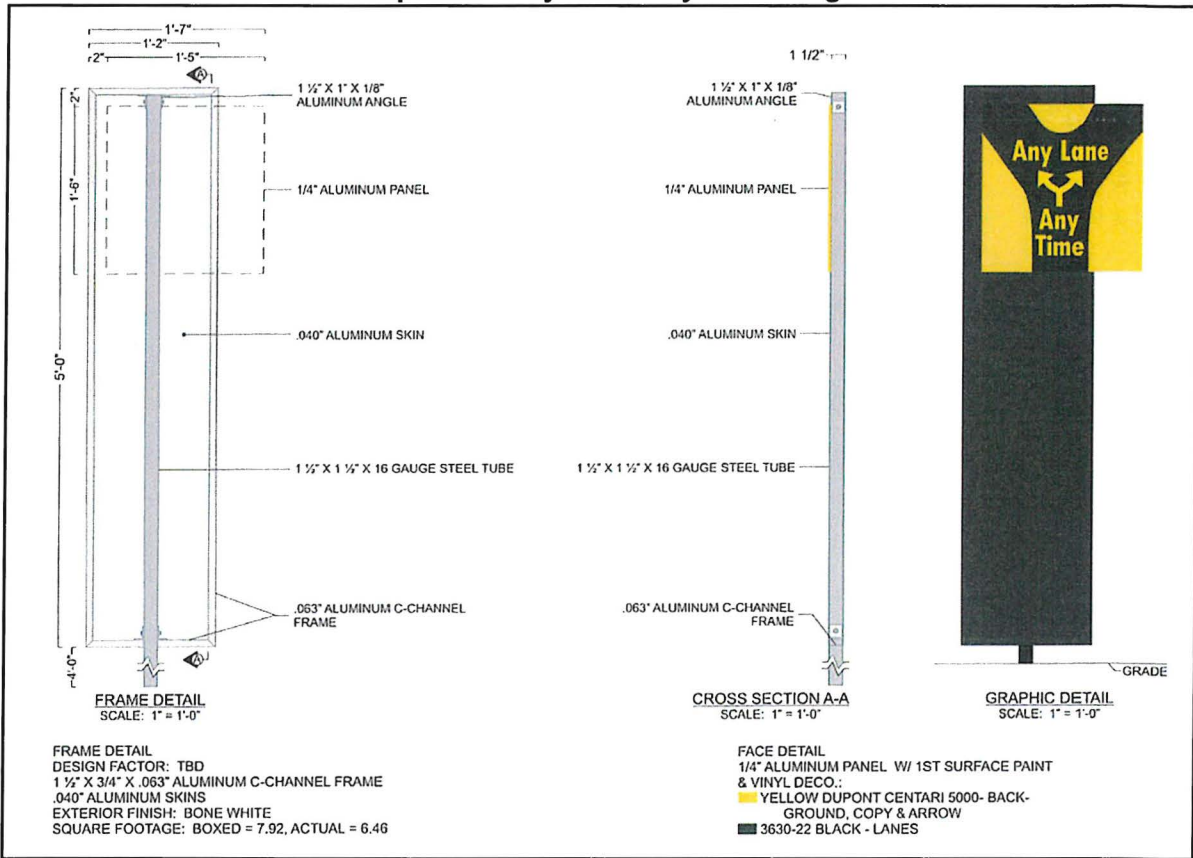 1'-7"
1'-2"
2"
1'-5"
A
2"
1'-6"
5'-0"
4'-0"
1 ½" X 1" X 1/8"
ALUMINUM ANGLE
1/4" ALUMINUM PANEL
.040" ALUMINUM SKIN
1 ½" X 1 ½" X 16 GAUGE STEEL TUBE
.063" ALUMINUM C-CHANNEL
FRAME
A
FRAME DETAIL
SCALE: 1" = 1'-0"
1 1/2"
1 ½" X 1" X 1/8"
ALUMINUM ANGLE
1/4" ALUMINUM PANEL
.040" ALUMINUM SKIN
1 ½" X 1 ½" X 16 GAUGE STEEL TUBE
.063" ALUMINUM C-CHANNEL
FRAME
CROSS SECTION A-A
SCALE: 1" = 1'-0"
Any Lane
Any
Time
GRADE
GRAPHIC DETAIL
SCALE: 1" = 1'-0"
FRAME DETAIL
DESIGN FACTOR: TBD
1 ½" X 3/4" X .063" ALUMINUM C-CHANNEL FRAME
.040" ALUMINUM SKINS
EXTERIOR FINISH: BONE WHITE
SQUARE FOOTAGE: BOXED = 7.92, ACTUAL = 6.46
FACE DETAIL
1/4" ALUMINUM PANEL W/ 1ST SURFACE PAINT
& VINYL DECO.:
YELLOW DUPONT CENTARI 5000- BACK-
GROUND, COPY & ARROW
3630-22 BLACK - LANES